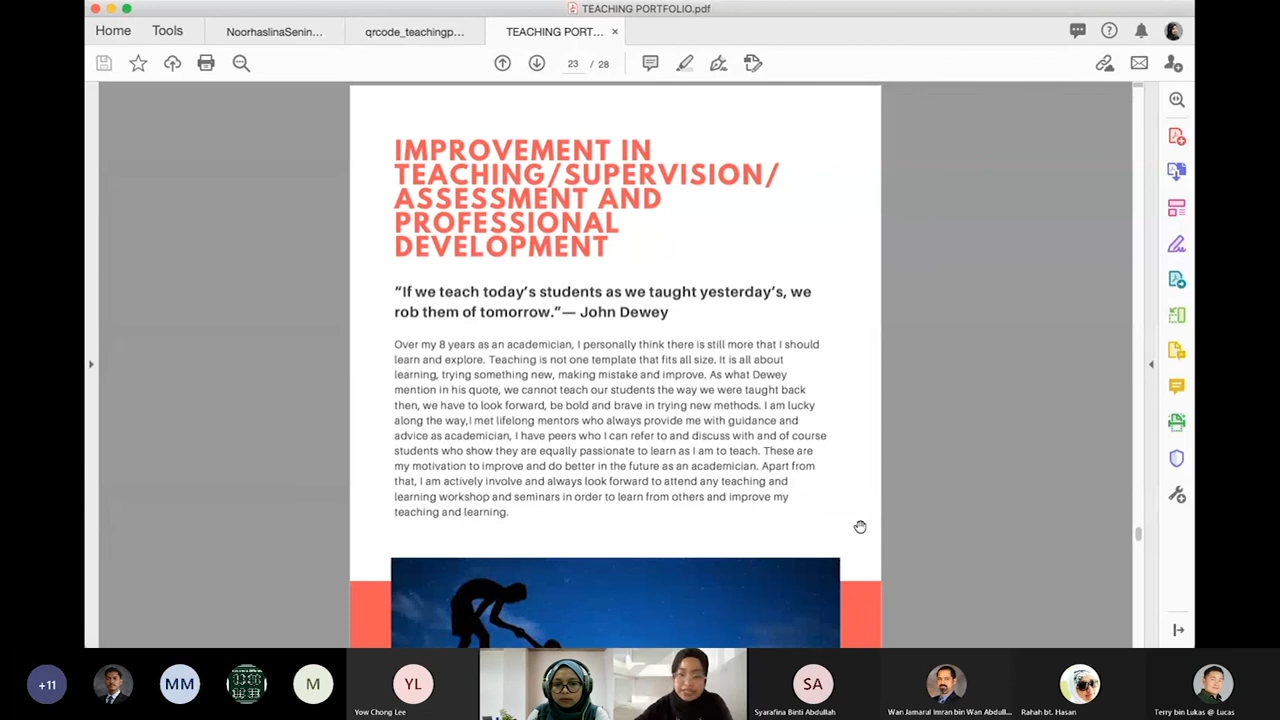 TEACHING PORTFOLIO.pdf
Home
Tools
NoorhaslinaSenin...
qrcode_teachingp...
TEACHING PORT... ×
23 / 28
IMPROVEMENT IN
TEACHING/SUPERVISION/
ASSESSMENT AND
PROFESSIONAL
DEVELOPMENT
“If we teach today’s students as we taught yesterday’s, we
rob them of tomorrow.”— John Dewey
Over my 8 years as an academician, I personally think there is still more that I should
learn and explore. Teaching is not one template that fits all size. It is all about
learning, trying something new, making mistake and improve. As what Dewey
mention in his quote, we cannot teach our students the way we were taught back
then, we have to look forward, be bold and brave in trying new methods. I am lucky
along the way,I met lifelong mentors who always provide me with guidance and
advice as academician, I have peers who I can refer to and discuss with and of course
students who show they are equally passionate to learn as I am to teach. These are
my motivation to improve and do better in the future as an academician. Apart from
that, I am actively involve and always look forward to attend any teaching and
learning workshop and seminars in order to learn from others and improve my
teaching and learning.
+11
MM
M
YL
SA
Yow Chong Lee
Syarafina Binti Abdullah
Wan Jamarul Imran bin Wan Abdull...
Rahah bt. Hasan
Terry bin Lukas @ Lucas